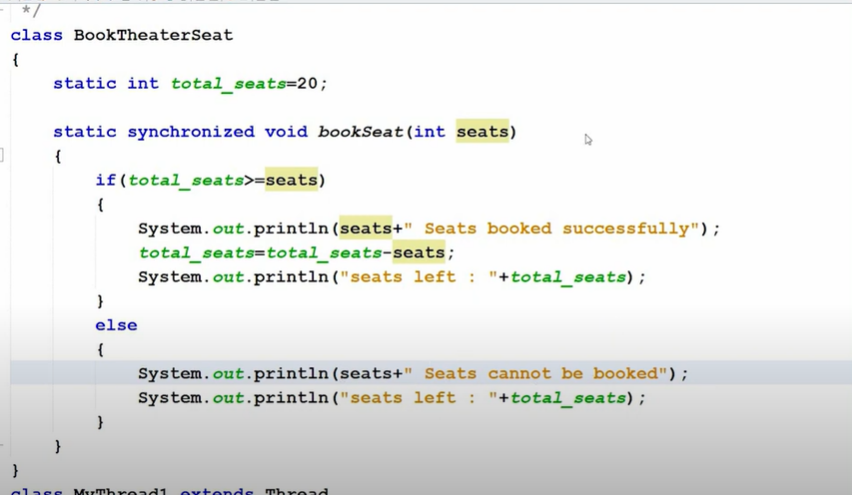 */
class BookTheaterSeat
{
static int total_seats=20;
static synchronized void bookSeat(int seats)
{
if(total_seats>=seats)
{
System.out.println(seats+" Seats booked successfully");
total_seats=total_seats-seats;
System.out.println("seats left : "+total_seats);
}
else
{
System.out.println(seats+" Seats cannot be booked");
System.out.println("seats left : "+total_seats);
}
}
}
class MyThread1 extends Thread